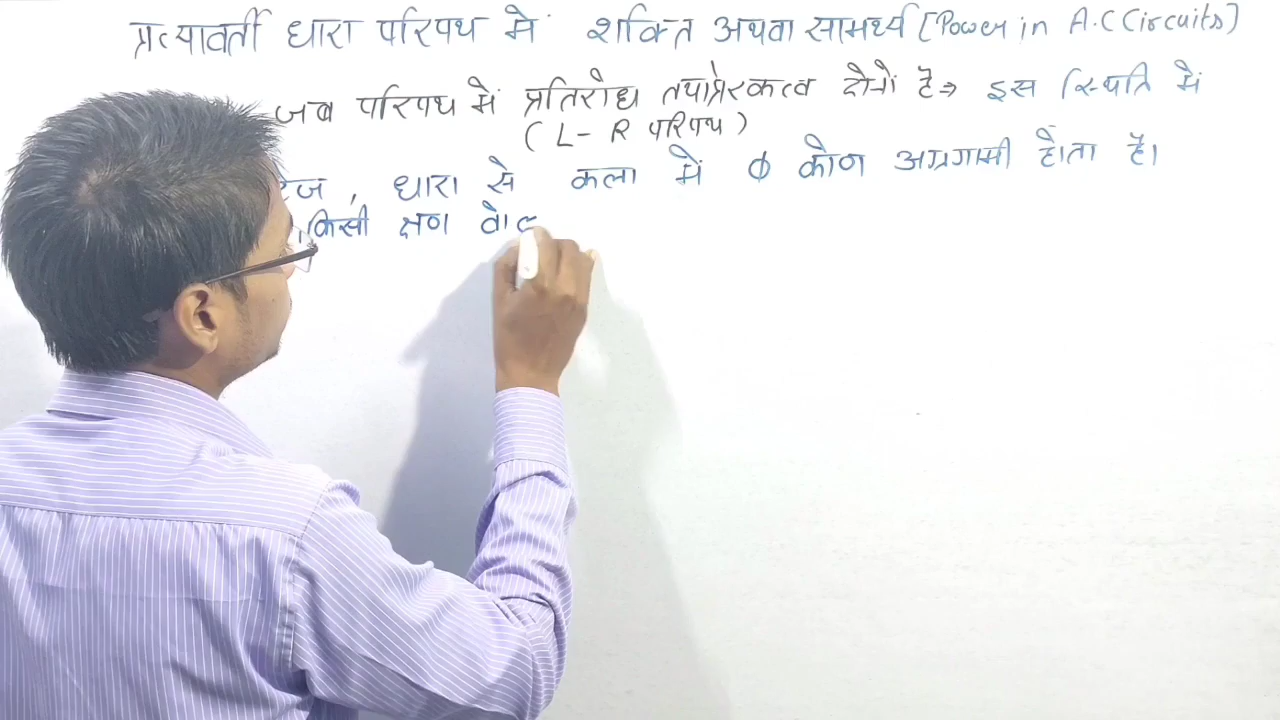 प्रत्यावर्ती धारा परिपथ में शक्ति अथवा सामर्थ्य [Power in A.C Circuits]
जब परिपथ में प्रतिरोध तथा प्रेरकत्व दोनों है⇒ इस स्थिति में
(L-R परिपथ)
धारा से कला में ϕ कोण अग्रगामी होता है।
किसी क्षण